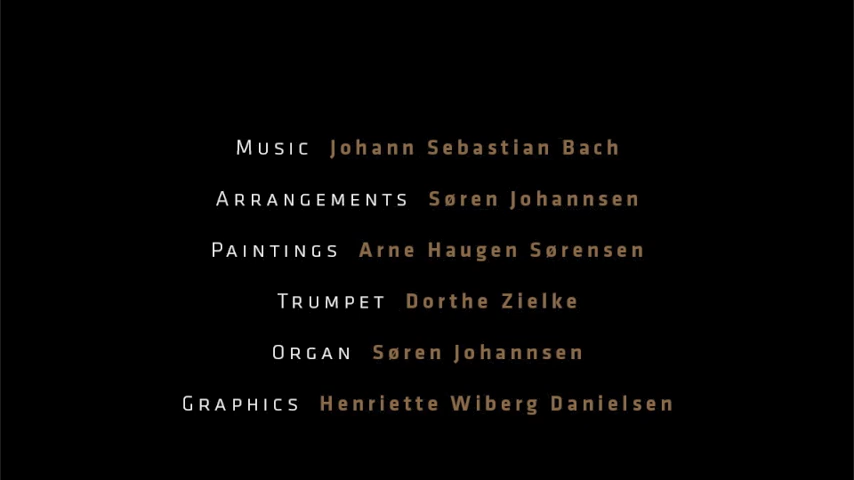 Music Johann Sebastian Bach
Arrangements Søren Johannsen
Paintings Arne Haugen Sørensen
Trumpet Dorthe Zielke
Organ Søren Johannsen
Graphics Henriette Wiberg Danielsen